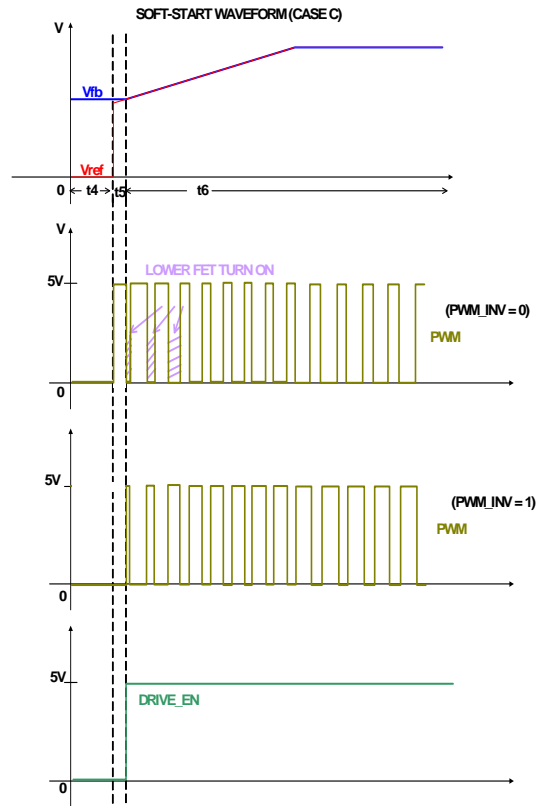 SOFT-START WAVEFORM (CASE C)
V
Vfb
Vref
0
t4
t5
t6
V
LOWER FET TURN ON
5V
(PWM_INV = 0)
PWM
0
5V
(PWM_INV = 1)
PWM
0
5V
DRIVE_EN
0